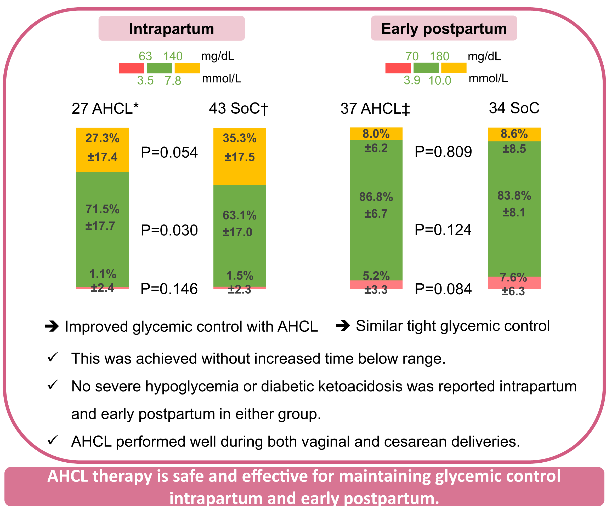 Intrapartum
Early postpartum
63 140 mg/dL
3.5 7.8 mmol/L
70 180 mg/dL
3.9 10.0 mmol/L
27 AHCL*
43 SoC†
37 AHCL‡
34 SoC
27.3%
±17.4
P=0.054
35.3%
±17.5
8.0%
±6.2
P=0.809
8.6%
±8.5
71.5%
±17.7
P=0.030
63.1%
±17.0
86.8%
±6.7
P=0.124
83.8%
±8.1
1.1%
±2.4
P=0.146
1.5%
±2.3
5.2%
±3.3
P=0.084
7.6%
±6.3
➔ Improved glycemic control with AHCL
➔ Similar tight glycemic control
✓ This was achieved without increased time below range.
✓ No severe hypoglycemia or diabetic ketoacidosis was reported intrapartum
and early postpartum in either group.
✓ AHCL performed well during both vaginal and cesarean deliveries.
AHCL therapy is safe and effective for maintaining glycemic control
intrapartum and early postpartum.